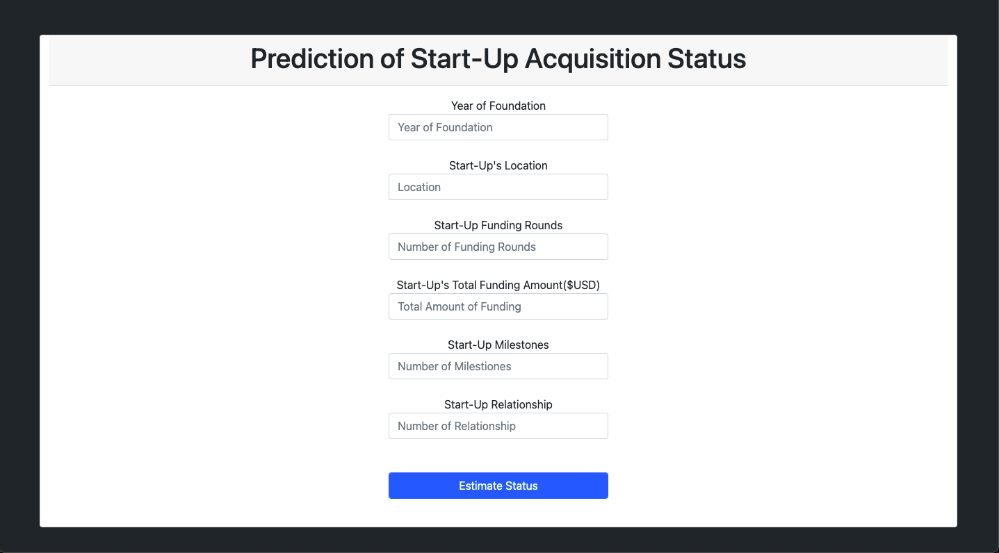 Prediction of Start-Up Acquisition Status
Year of Foundation
Year of Foundation
Start-Up's Location
Location
Start-Up Funding Rounds
Number of Funding Rounds
Start-Up's Total Funding Amount($USD)
Total Amount of Funding
Start-Up Milestones
Number of Milestiones
Start-Up Relationship
Number of Relationship
Estimate Status